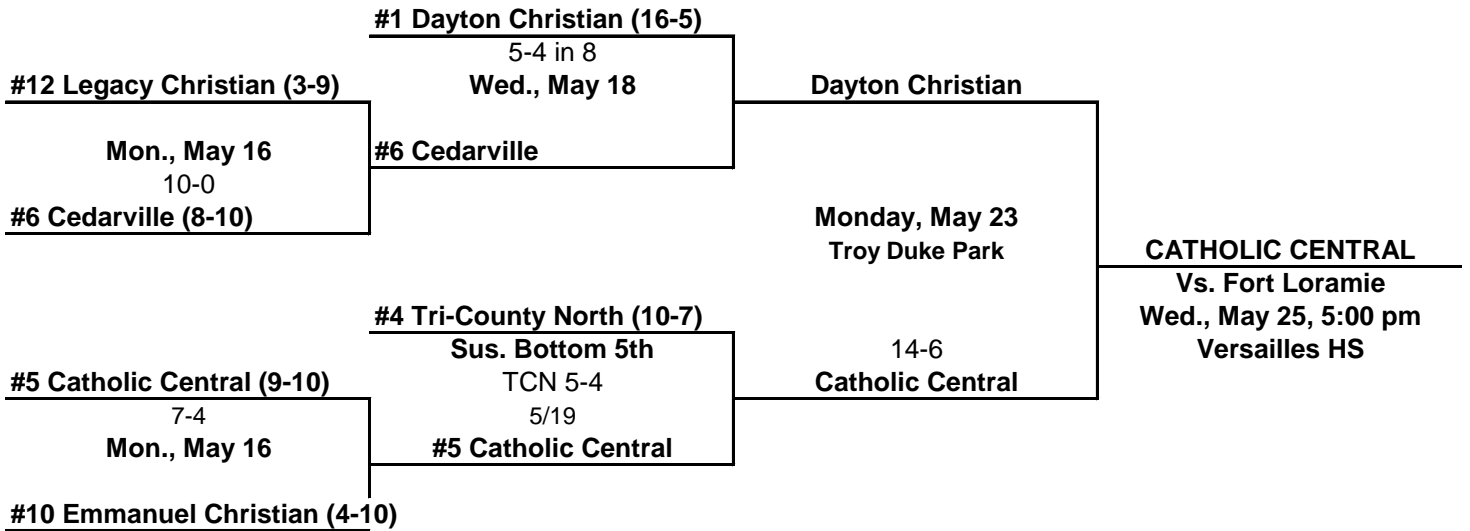 #1 Dayton Christian (16-5)
5-4 in 8
#12 Legacy Christian (3-9)
Wed., May 18
Dayton Christian
Mon., May 16
#6 Cedarville
10-0
#6 Cedarville (8-10)
Monday, May 23
Troy Duke Park
CATHOLIC CENTRAL
Vs. Fort Loramie
#4 Tri-County North (10-7)
Wed., May 25, 5:00 pm
Sus. Bottom 5th
14-6
Versailles HS
#5 Catholic Central (9-10)
TCN 5-4
Catholic Central
7-4
5/19
Mon., May 16
#5 Catholic Central
#10 Emmanuel Christian (4-10)